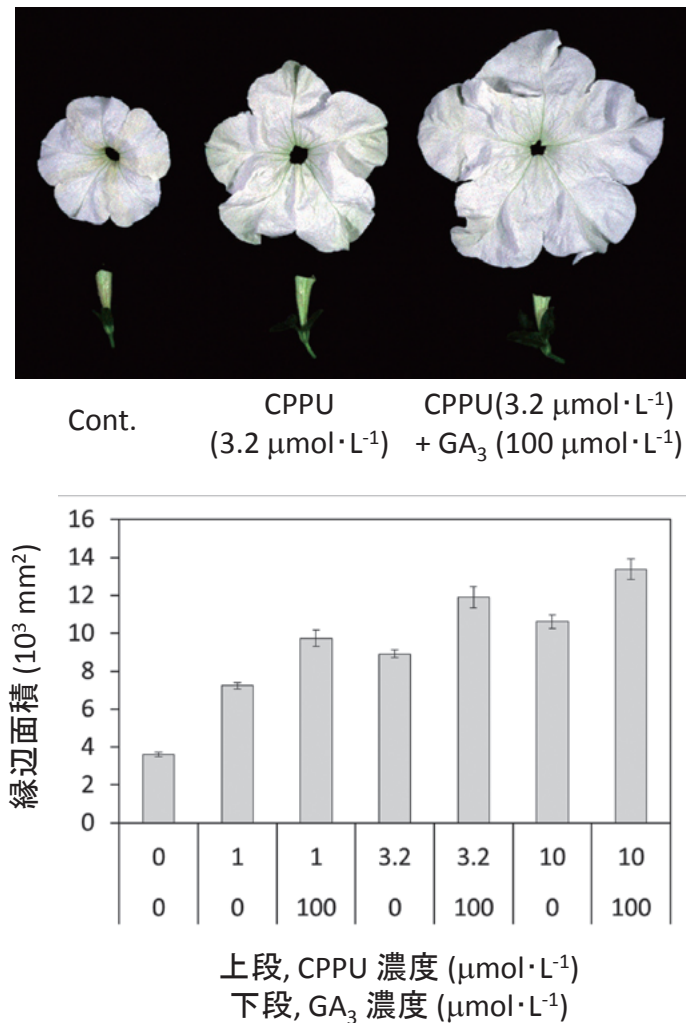 Cont.
CPPU
(3.2 μmol·L⁻¹)
CPPU(3.2 μmol·L⁻¹)
+ GA₃ (100 μmol·L⁻¹)
縁辺面積 (10³ mm²)
16
14
12
10
8
6
4
2
0
0 1 1 3.2 3.2 10 10
0 0 100 0 100 0 100
上段, CPPU 濃度 (μmol·L⁻¹)
下段, GA₃ 濃度 (μmol·L⁻¹)